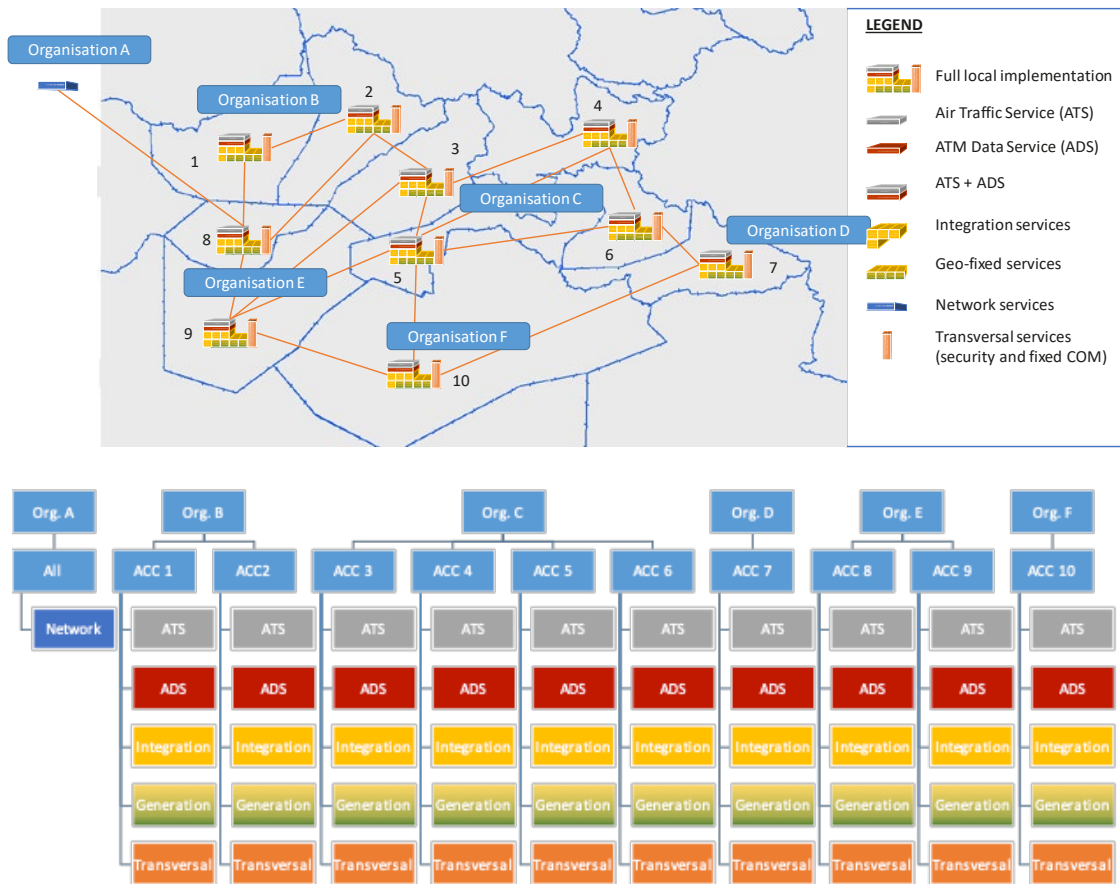 Organisation A
Organisation B
2
4
1
3
Organisation C
8
Organisation D
6
5
7
Organisation E
9
Organisation F
10
LEGEND
Full local implementation
Air Traffic Service (ATS)
ATM Data Service (ADS)
ATS + ADS
Integration services
Geo-fixed services
Network services
Transversal services
(security and fixed COM)
Org. A
Org. B
Org. C
Org. D
Org. E
Org. F
All
ACC 1
ACC2
ACC 3
ACC 4
ACC 5
ACC 6
ACC 7
ACC 8
ACC 9
ACC 10
Network
ATS
ATS
ATS
ATS
ATS
ATS
ATS
ATS
ATS
ATS
ADS
ADS
ADS
ADS
ADS
ADS
ADS
ADS
ADS
ADS
Integration
Integration
Integration
Integration
Integration
Integration
Integration
Integration
Integration
Integration
Generation
Generation
Generation
Generation
Generation
Generation
Generation
Generation
Generation
Generation
Transversal
Transversal
Transversal
Transversal
Transversal
Transversal
Transversal
Transversal
Transversal
Transversal